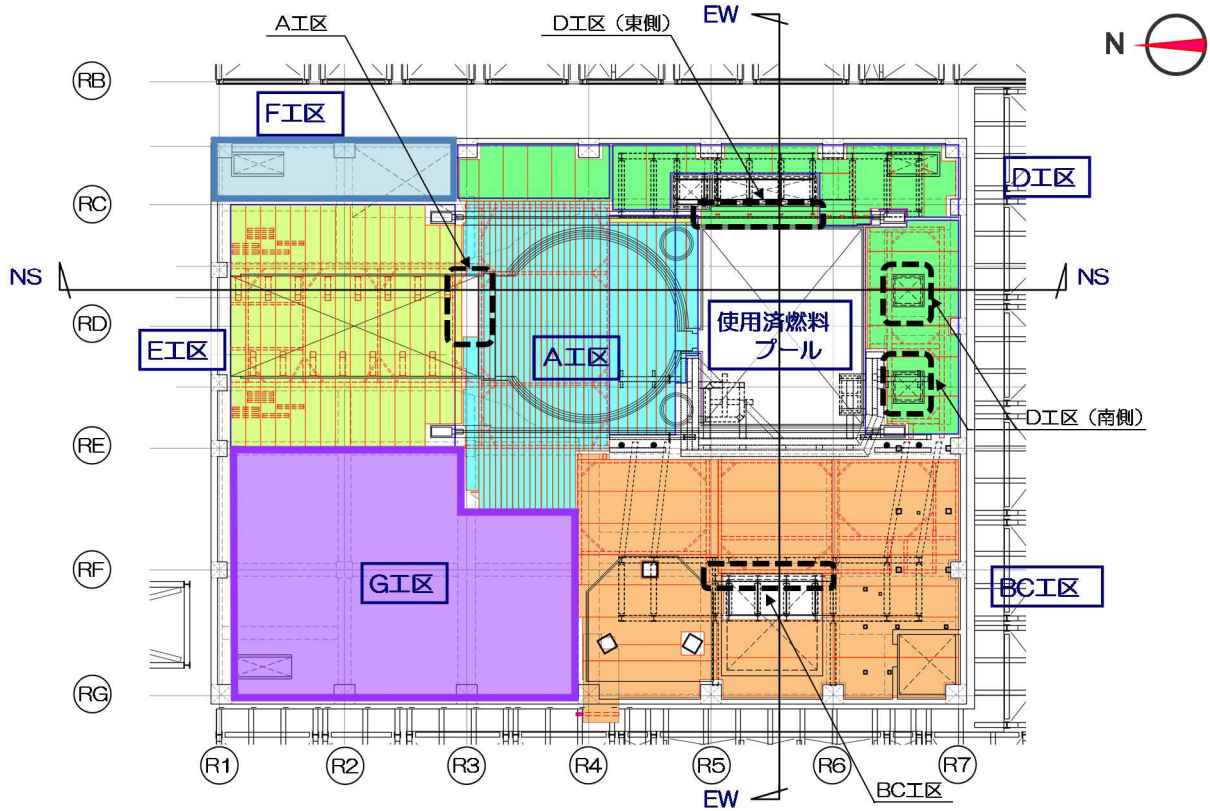 EW
A工区
D工区（東側）
N
RB
F工区
D工区
RC
NS
NS
RD
使用済燃料
プール
E工区
A工区
D工区（南側）
RE
RF
G工区
BC工区
RG
R1
R2
R3
R4
R5
R6
R7
EW
BC工区